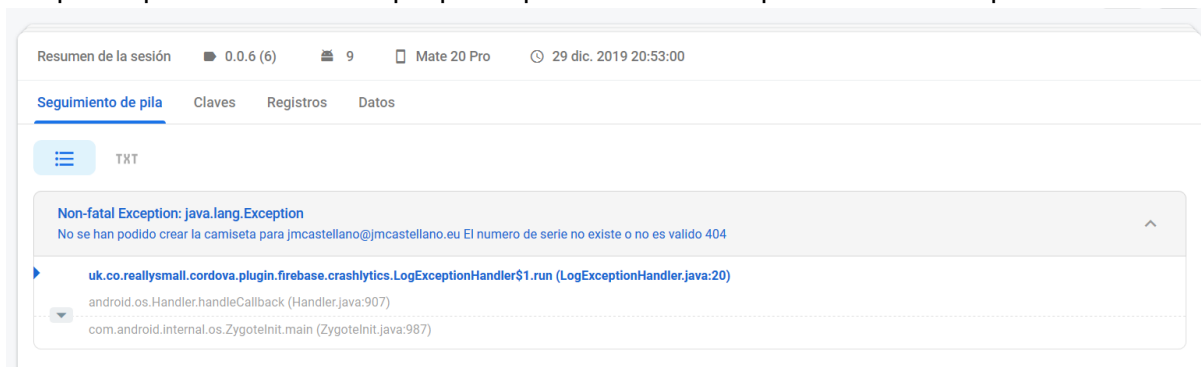 Resumen de la sesión 0.0.6 (6) 9 Mate 20 Pro 29 dic. 2019 20:53:00
Seguimiento de pila Claves Registros Datos
TXT
Non-fatal Exception: java.lang.Exception
No se han podido crear la camiseta para jmcastellano@jmcastellano.eu El numero de serie no existe o no es valido 404
uk.co.reallysmall.cordova.plugin.firebase.crashlytics.LogExceptionHandler$1.run (LogExceptionHandler.java:20)
android.os.Handler.handleCallback (Handler.java:907)
com.android.internal.os.ZygoteInit.main (ZygoteInit.java:987)